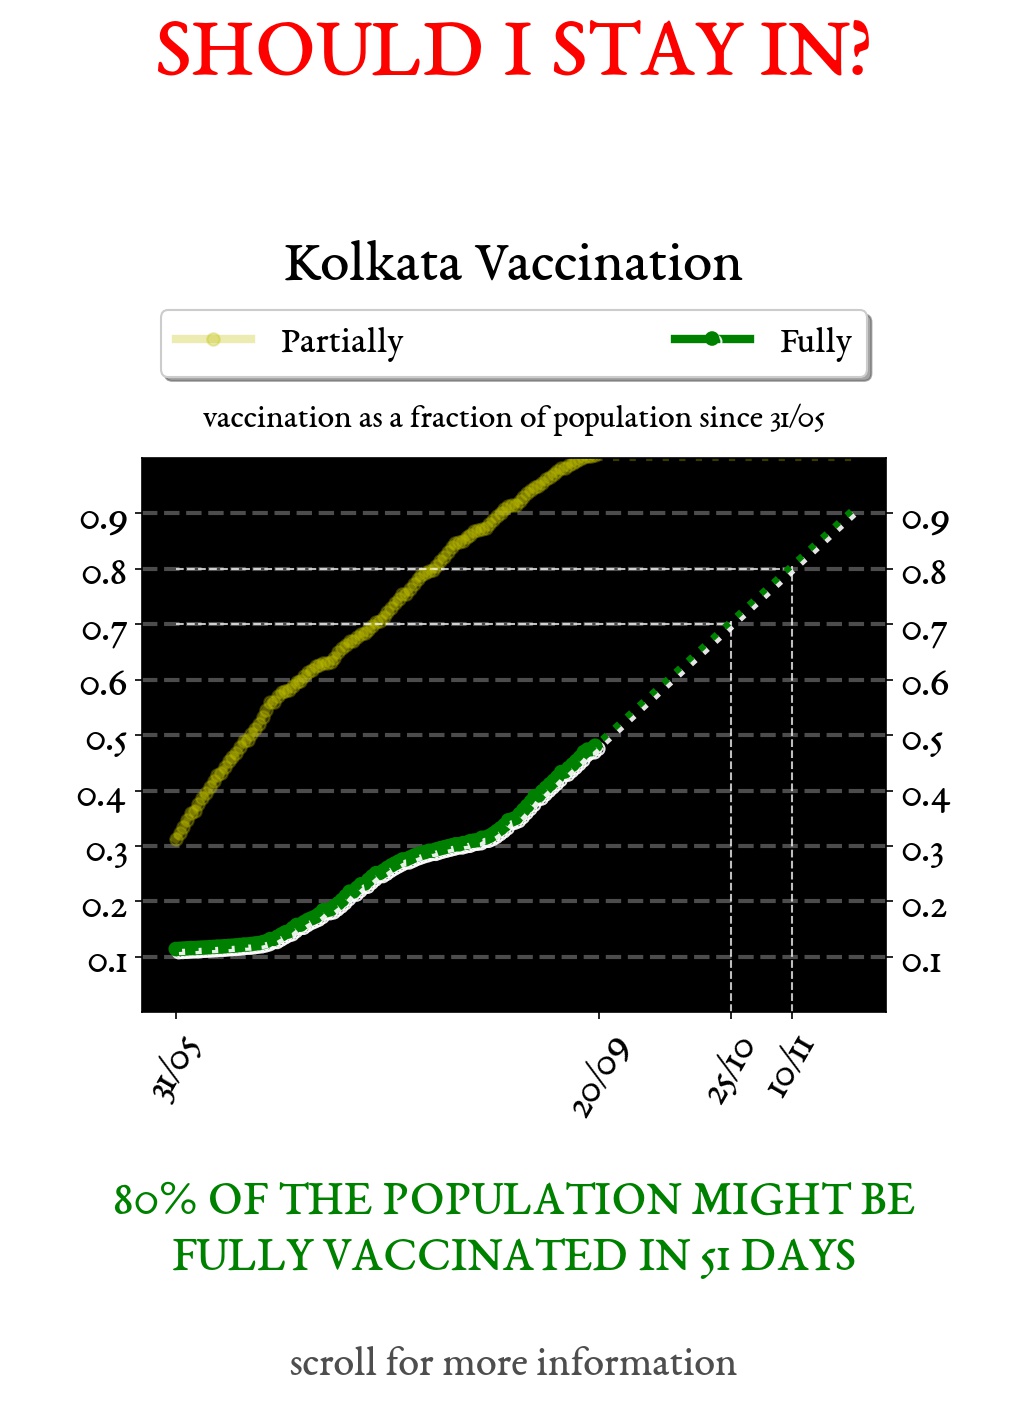 SHOULD I STAY IN?
Kolkata Vaccination
Partially Fully
vaccination as a fraction of population since 31/05
0.9 0.9
0.8 0.8
0.7 0.7
0.6 0.6
0.5 0.5
0.4 0.4
0.3 0.3
0.2 0.2
0.1 0.1
31/05 20/09 25/10 10/11
80% OF THE POPULATION MIGHT BE
FULLY VACCINATED IN 51 DAYS
scroll for more information